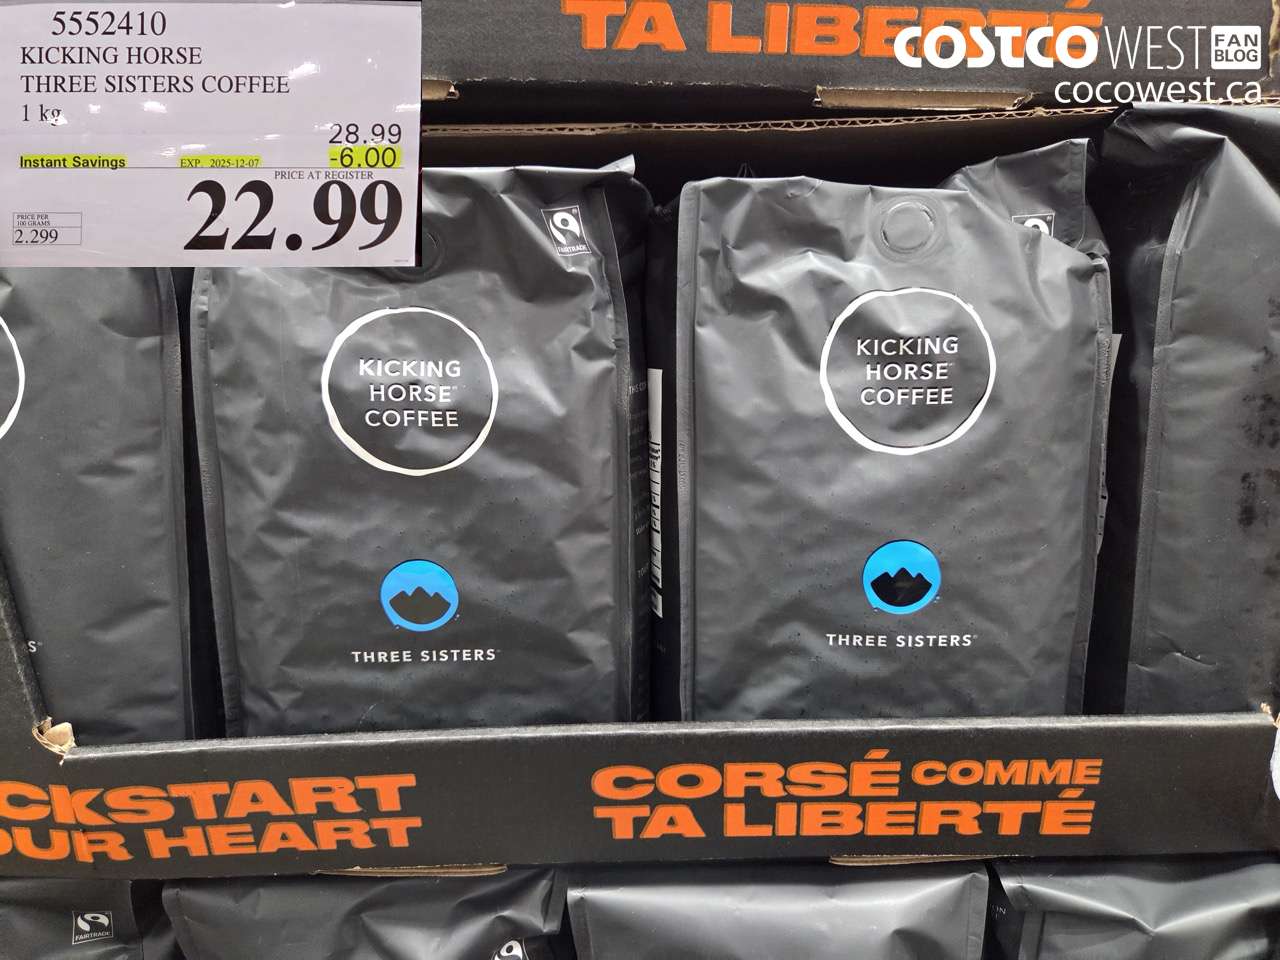 5552410
KICKING HORSE
THREE SISTERS COFFEE
1 kg
28.99
Instant Savings EXP. 2025-12-07 -6.00
PRICE AT REGISTER
22.99
PRICE PER
100 GRAMS
2.299
TA LIBERTÉ
COSTCO WEST FAN BLOG
cocowest.ca
FAIRTRADE
KICKING
HORSE
COFFEE
THREE SISTERS
KICKING
HORSE
COFFEE
THREE SISTERS
S
CKSTART
OUR HEART
CORSÉ COMME
TA LIBERTÉ
FAIRTRADE